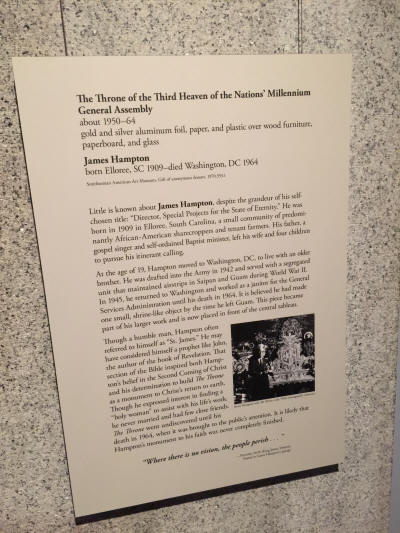 The Throne of the Third Heaven of the Nations' Millennium
General Assembly
about 1950–64
gold and silver aluminum foil, paper, and plastic over wood furniture,
paperboard, and glass
James Hampton
born Elloree, SC 1909–died Washington, DC 1964
Smithsonian American Art Museum, Gift of anonymous donors 1970.353.1
Little is known about James Hampton, despite the grandeur of his self-
chosen title: "Director, Special Projects for the State of Eternity." He was
born in 1909 in Elloree, South Carolina, a small community of predomi-
nantly African-American sharecroppers and tenant farmers. His father, a
gospel singer and self-ordained Baptist minister, left his wife and four children
to pursue his itinerant calling.
At the age of 19, Hampton moved to Washington, DC, to live with an older
brother. He was drafted into the Army in 1942 and served with a segregated
unit that maintained airstrips in Saipan and Guam during World War II.
In 1945, he returned to Washington and worked as a janitor for the General
Services Administration until his death in 1964. It is believed he had made
one small, shrine-like object by the time he left Guam. This piece became
part of his larger work and is now placed in front of the central tableau.
Though a humble man, Hampton often
referred to himself as "St. James." He may
have considered himself a prophet like John,
the author of the book of Revelation. That
section of the Bible inspired both Hamp-
ton's belief in the Second Coming of Christ
and his determination to build The Throne
as a monument to Christ's return to earth.
Though he expressed interest in finding a
"holy woman" to assist with his life's work,
he never married and had few close friends.
The Throne went undiscovered until his
death in 1964, when it was brought to the public's attention. It is likely that
Hampton's monument to his faith was never completely finished.
"Where there is no vision, the people perish . . . "